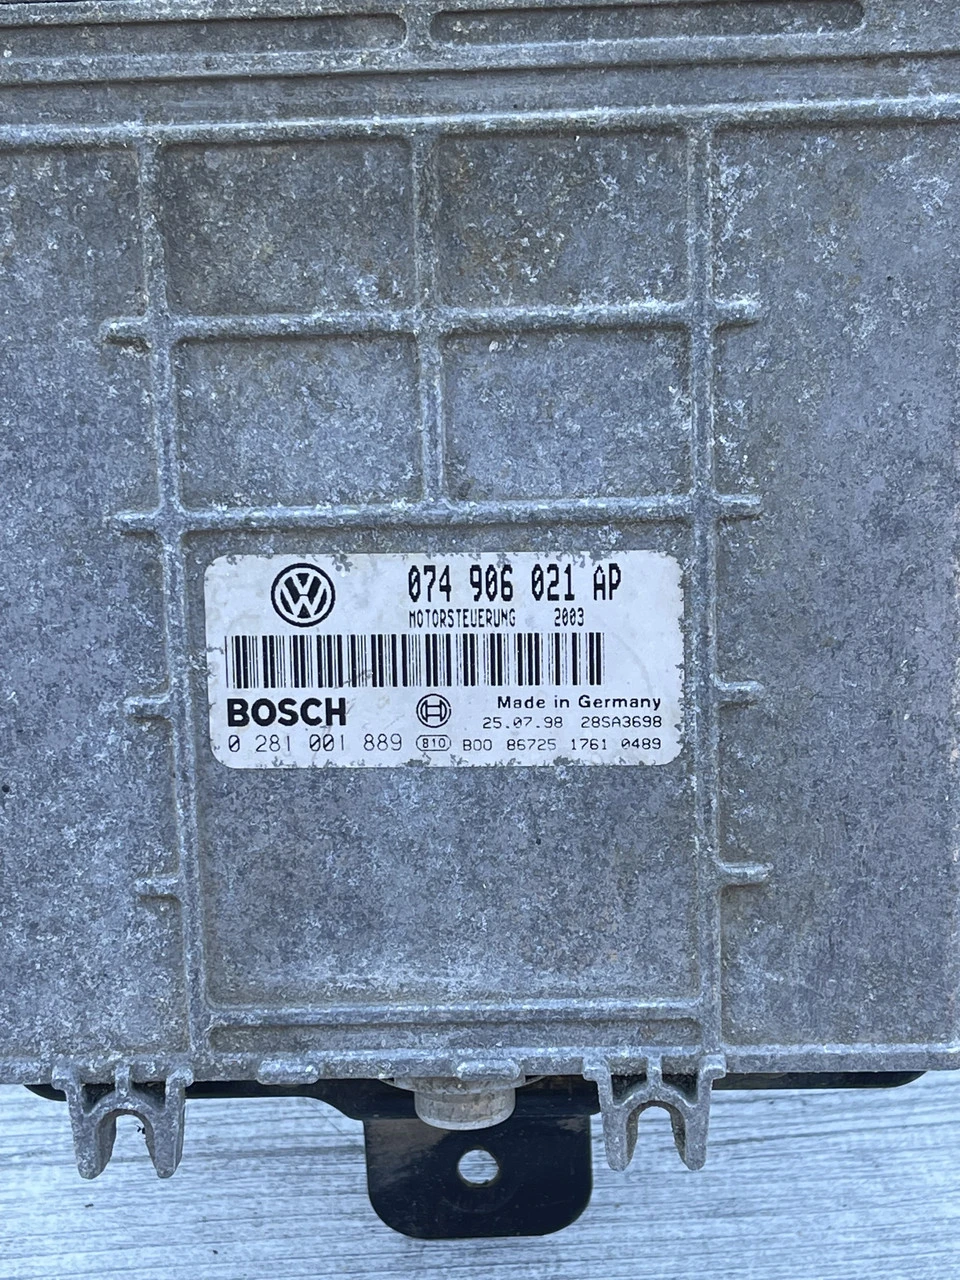 074 906 021 AP
MOTORSTEUERUNG 2003
BOSCH
Made in Germany
25.07.98 28SA3698
0 281 001 889 810 B00 86725 1761 0489